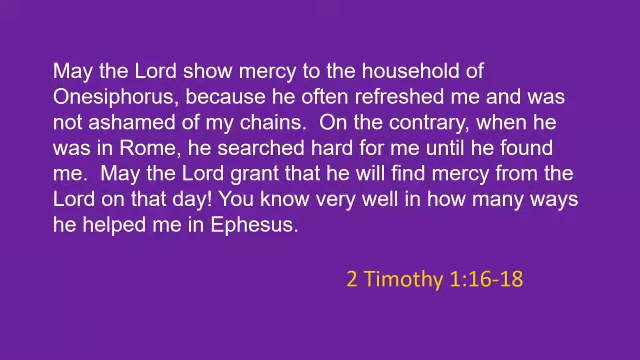 May the Lord show mercy to the household of
Onesiphorus, because he often refreshed me and was
not ashamed of my chains.  On the contrary, when he
was in Rome, he searched hard for me until he found
me.  May the Lord grant that he will find mercy from the
Lord on that day! You know very well in how many ways
he helped me in Ephesus.
2 Timothy 1:16-18